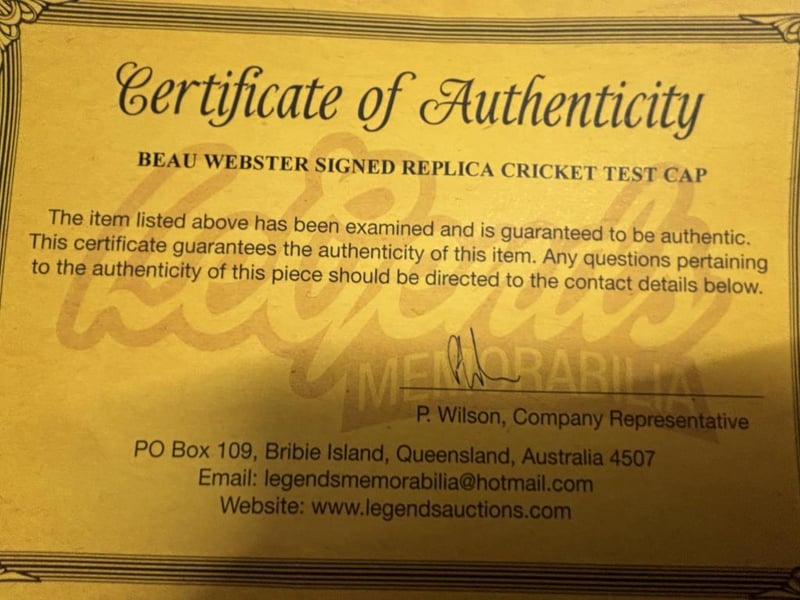 Certificate of Authenticity
BEAU WEBSTER SIGNED REPLICA CRICKET TEST CAP
The item listed above has been examined and is guaranteed to be authentic.
This certificate guarantees the authenticity of this item. Any questions pertaining
to the authenticity of this piece should be directed to the contact details below.
Legends
MEMORABILIA
P. Wilson, Company Representative
PO Box 109, Bribie Island, Queensland, Australia 4507
Email: legendsmemorabilia@hotmail.com
Website: www.legendsauctions.com